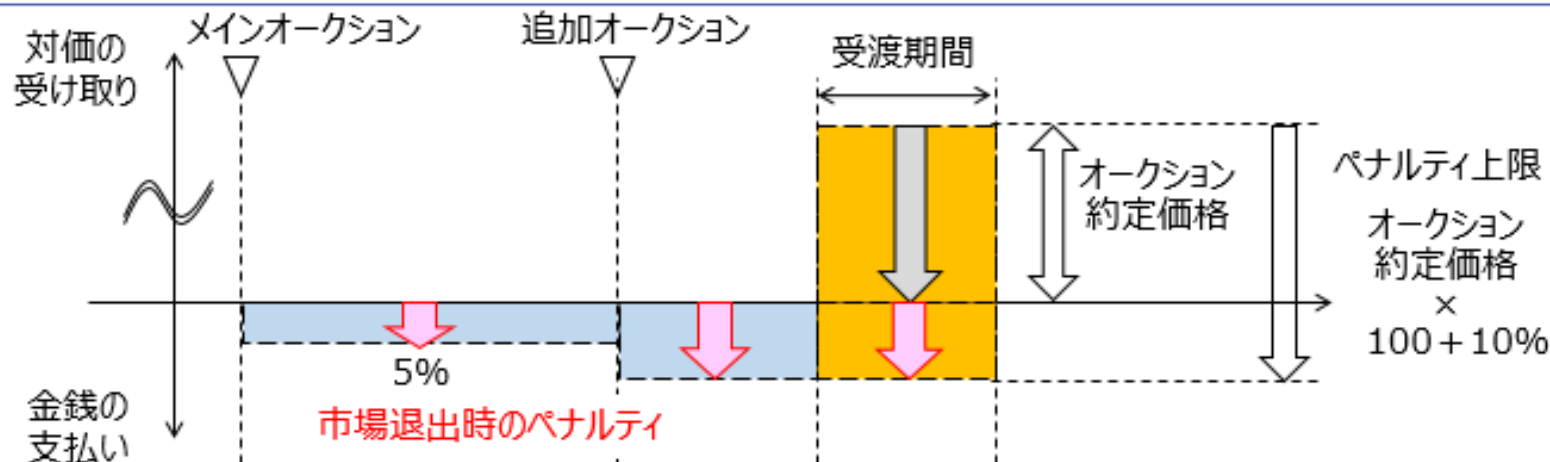 対価の
受け取り
メインオークション
追加オークション
受渡期間
オークション
約定価格
ペナルティ上限
オークション
約定価格
×
100＋10%
5%
市場退出時のペナルティ
金銭の
支払い